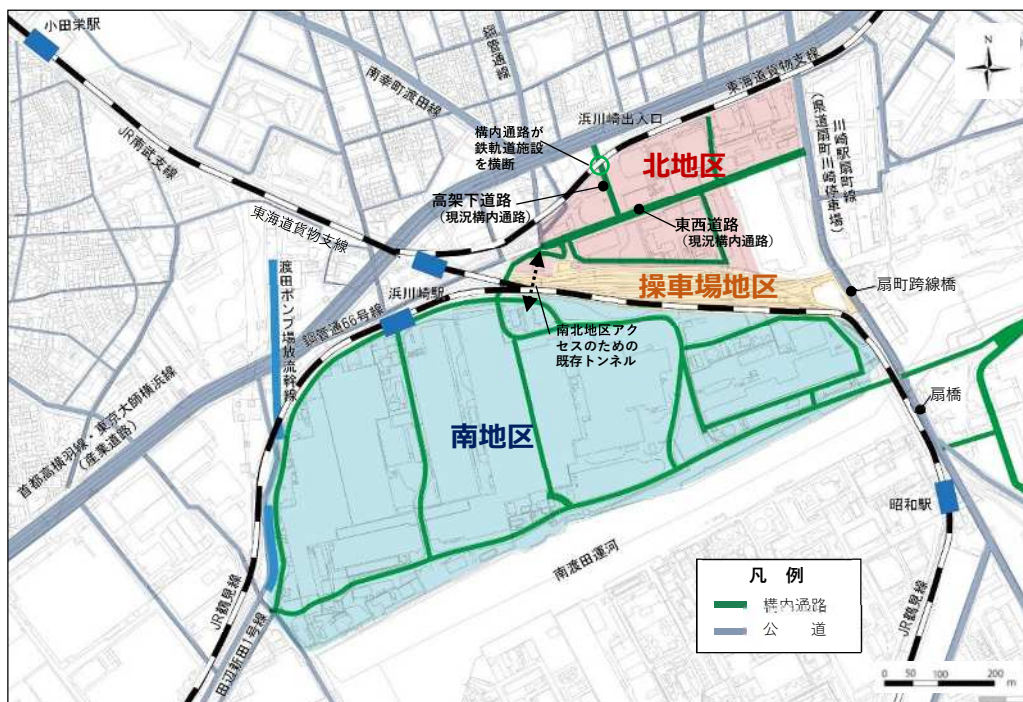 小田栄駅
JR南武支線
南幸町渡田線
鋼管通線
浜川崎出入口
東海道貨物支線
N
構内通路が
鉄軌道施設
を横断
北地区
川崎駅扇町線
(県道扇町川崎停車場)
高架下道路
(現況構内通路)
東西道路
(現況構内通路)
東海道貨物支線
操車場地区
扇町跨線橋
渡田ポンプ場放流幹線
浜川崎駅
鋼管通66号線
南北地区アク
セスのための
既存トンネル
首都高横羽線・東京大師横浜線
(産業道路)
南地区
扇橋
昭和駅
南渡田運河
JR鶴見線
田辺新田1号線
JR鶴見線
凡 例
構内通路
公 道
0 50 100 200
m